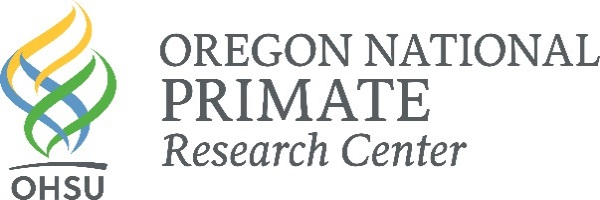 OREGON NATIONAL
PRIMATE
Research Center
OHSU